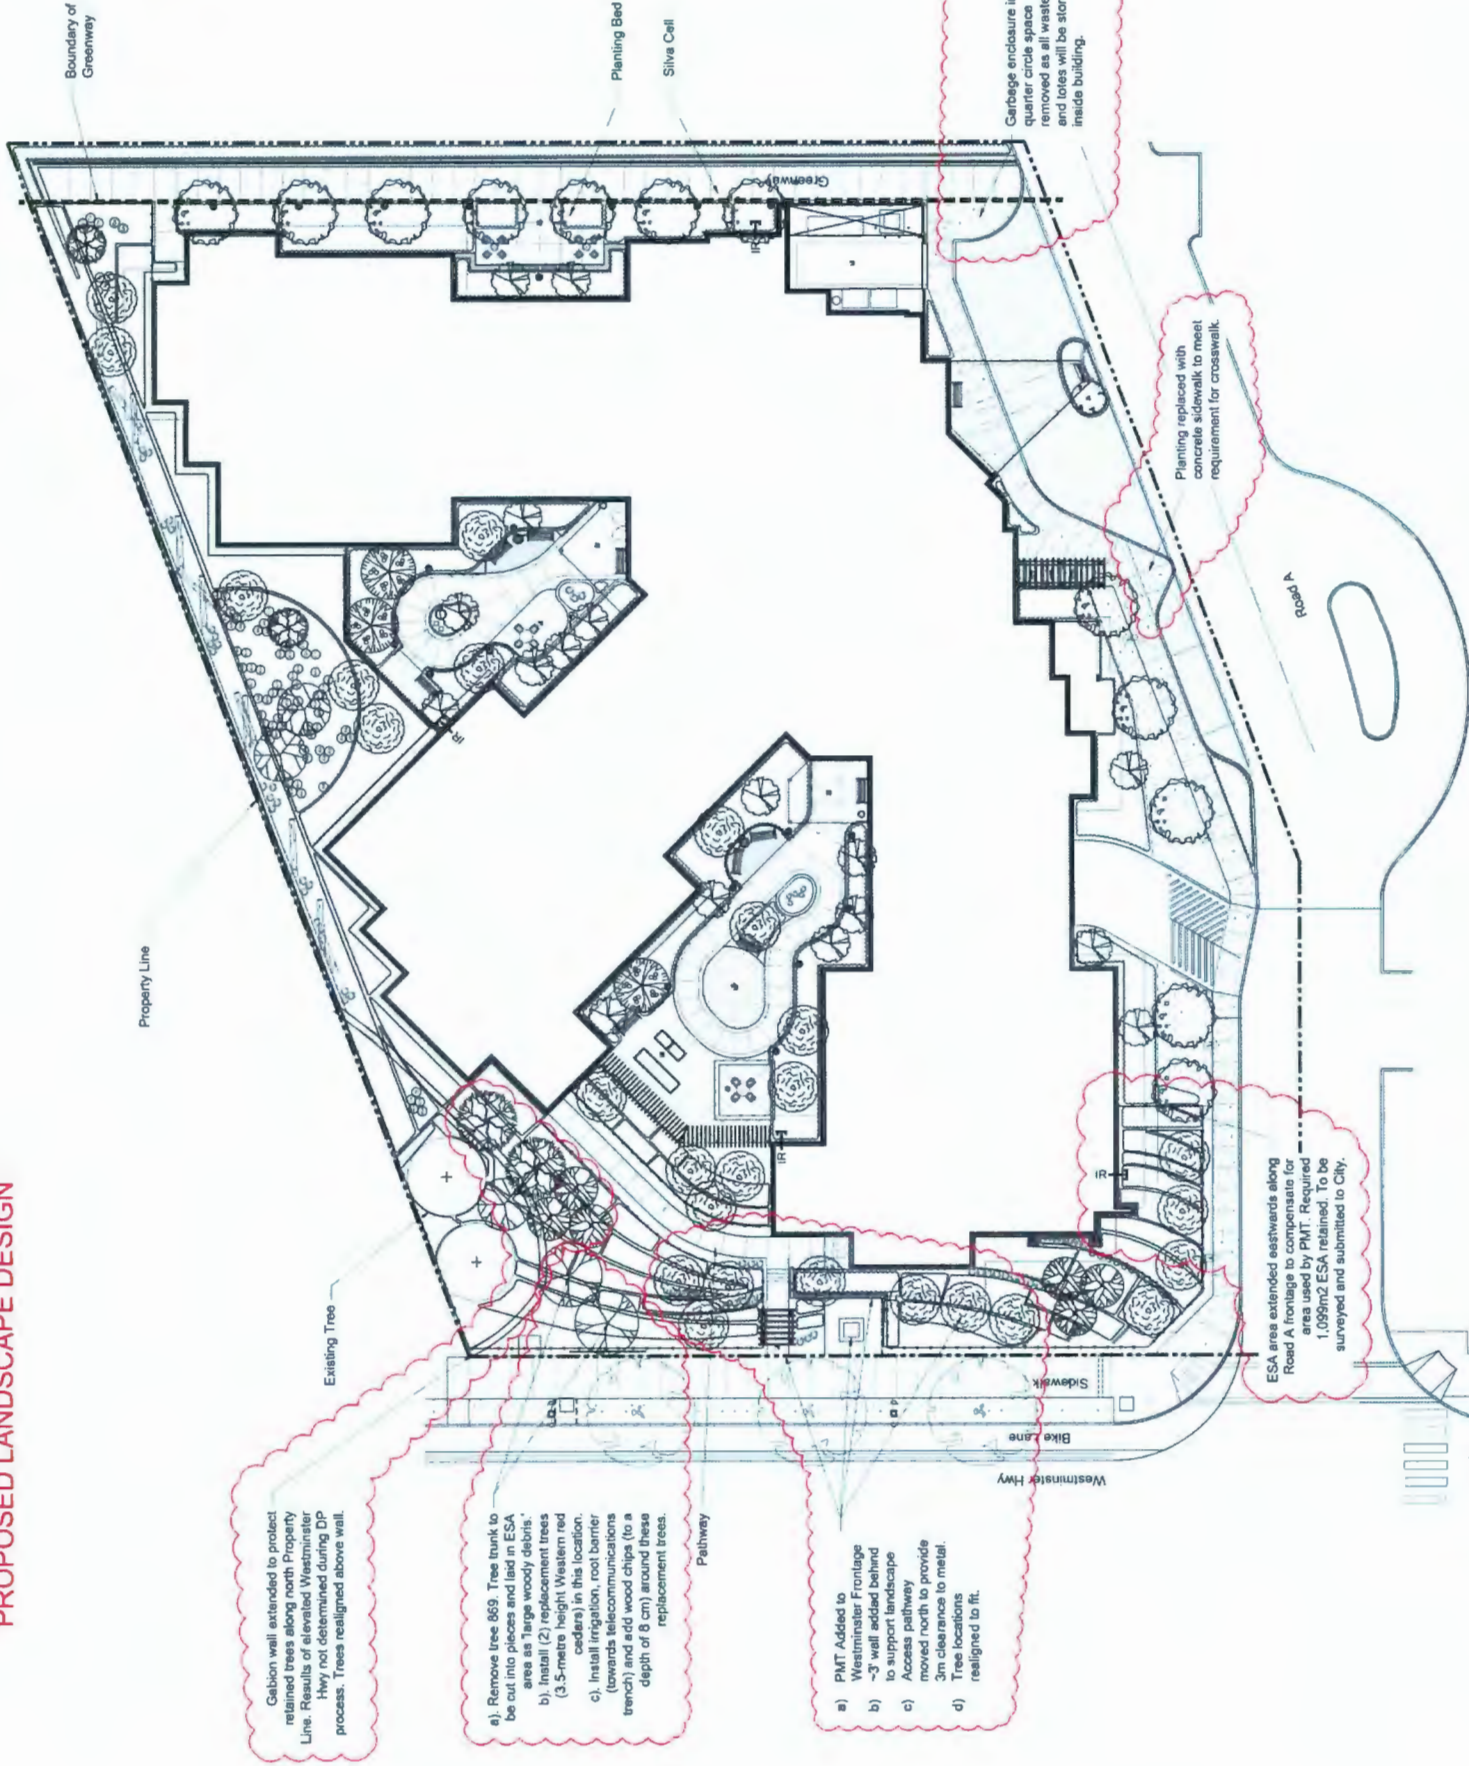 PROPOSED LANDSCAPE DESIGN
Boundary of
Greenway
Planting Bed
Silva Cell
Garbage enclosure in
quarter circle space
removed as all waste
and totes will be
inside building.
Greenway
IR
Planting replaced with
concrete sidewalk to meet
requirement for crosswalk.
Road A
Property Line
IR
IR
IR
Existing Tree
ESA area extended eastwards along
Road A frontage to compensate for
area used by PMT. Required
1,099m2 ESA retained. To be
surveyed and submitted to City.
Sidewalk
Bike Lane
Westminster Hwy
Gabion wall extended to protect
retained trees along north Property
Line. Results of elevated Westminster
Hwy not determined during DP
process. Trees realigned above wall.
a). Remove tree 869. Tree trunk to
be cut into pieces and laid in ESA
area as "large woody debris."
b). Install (2) replacement trees
(3.5-metre height Western red
cedars) in this location.
c). Install irrigation, root barrier
(towards telecommunications
trench) and add wood chips (to a
depth of 8 cm) around these
replacement trees.
Pathway
a) PMT Added to
Westminster Frontage
b) ~3' wall added behind
to support landscape
c) Access pathway
moved north to provide
3m clearance to metal.
d) Tree locations
realigned to fit.